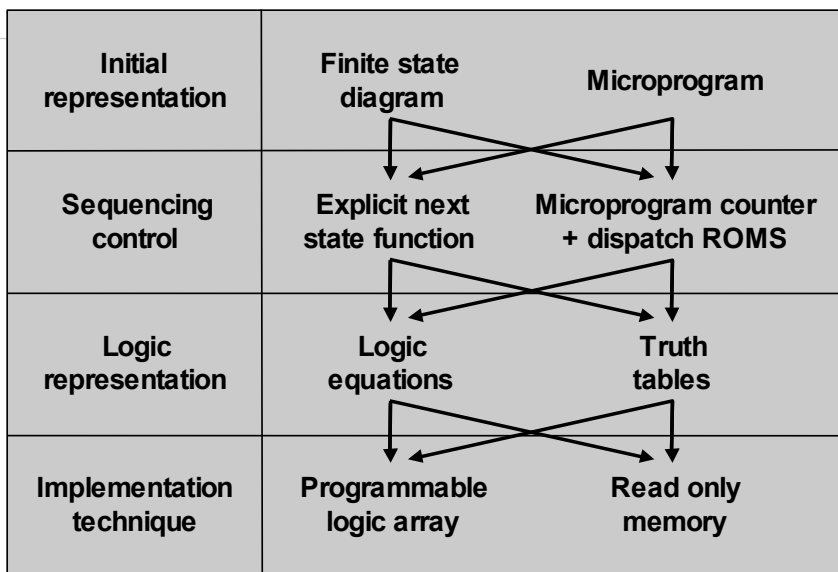 Initial
representation
Finite state
diagram
Microprogram
Sequencing
control
Explicit next
state function
Microprogram counter
+ dispatch ROMS
Logic
representation
Logic
equations
Truth
tables
Implementation
technique
Programmable
logic array
Read only
memory